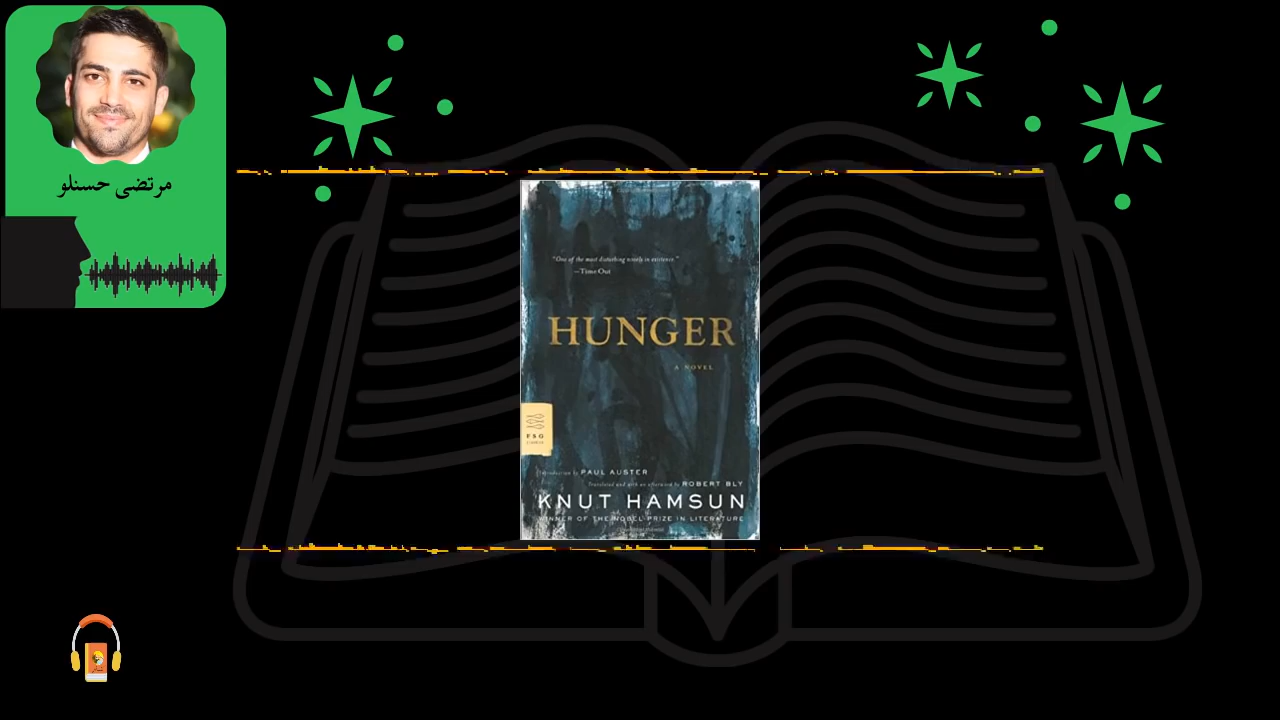 مرتضی حسنلو
"One of the most disturbing novels in existence."
—Time Out
HUNGER
A NOVEL
FSG
CLASSICS
Introduction by PAUL AUSTER
Translated and with an afterword by ROBERT BLY
KNUT HAMSUN
WINNER OF THE NOBEL PRIZE IN LITERATURE